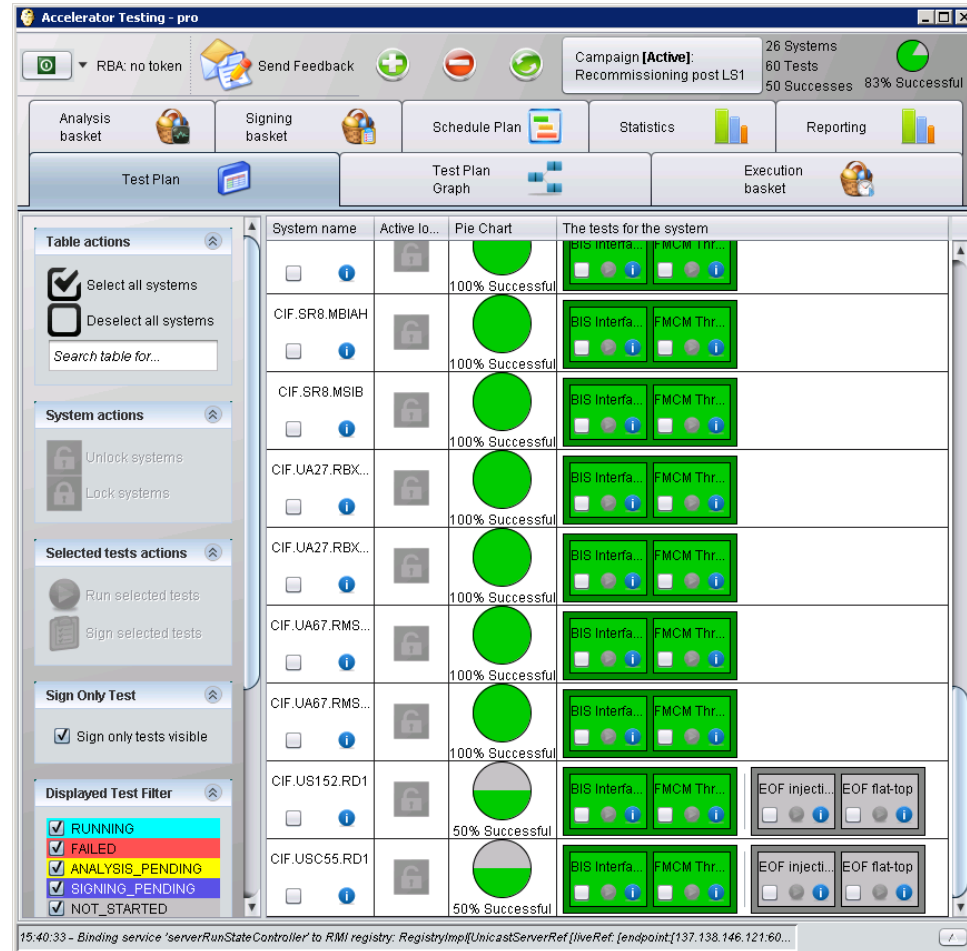 Accelerator Testing - pro
RBA: no token
Send Feedback
Campaign [Active]:
Recommissioning post LS1
26 Systems
60 Tests
50 Successes
83% Successful
Analysis
basket
Signing
basket
Schedule Plan
Statistics
Reporting
Test Plan
Test Plan
Graph
Execution
basket
Table actions
Select all systems
Deselect all systems
Search table for...
System actions
Unlock systems
Lock systems
Selected tests actions
Run selected tests
Sign selected tests
Sign Only Test
Sign only tests visible
Displayed Test Filter
RUNNING
FAILED
ANALYSIS_PENDING
SIGNING_PENDING
NOT_STARTED
System name
Active lo...
Pie Chart
The tests for the system
100% Successful
BIS Interfa...
FMCM Thr...
CIF.SR8.MBIAH
100% Successful
BIS Interfa...
FMCM Thr...
CIF.SR8.MSIB
100% Successful
BIS Interfa...
FMCM Thr...
CIF.UA27.RBX...
100% Successful
BIS Interfa...
FMCM Thr...
CIF.UA27.RBX...
100% Successful
BIS Interfa...
FMCM Thr...
CIF.UA67.RMS...
100% Successful
BIS Interfa...
FMCM Thr...
CIF.UA67.RMS...
100% Successful
BIS Interfa...
FMCM Thr...
CIF.US152.RD1
50% Successful
BIS Interfa...
FMCM Thr...
EOF injecti...
EOF flat-top
CIF.USC55.RD1
50% Successful
BIS Interfa...
FMCM Thr...
EOF injecti...
EOF flat-top
15:40:33 - Binding service 'serverRunStateController' to RMI registry: RegistryImpl[UnicastServerRef [liveRef: [endpoint:[137.138.146.121:60...